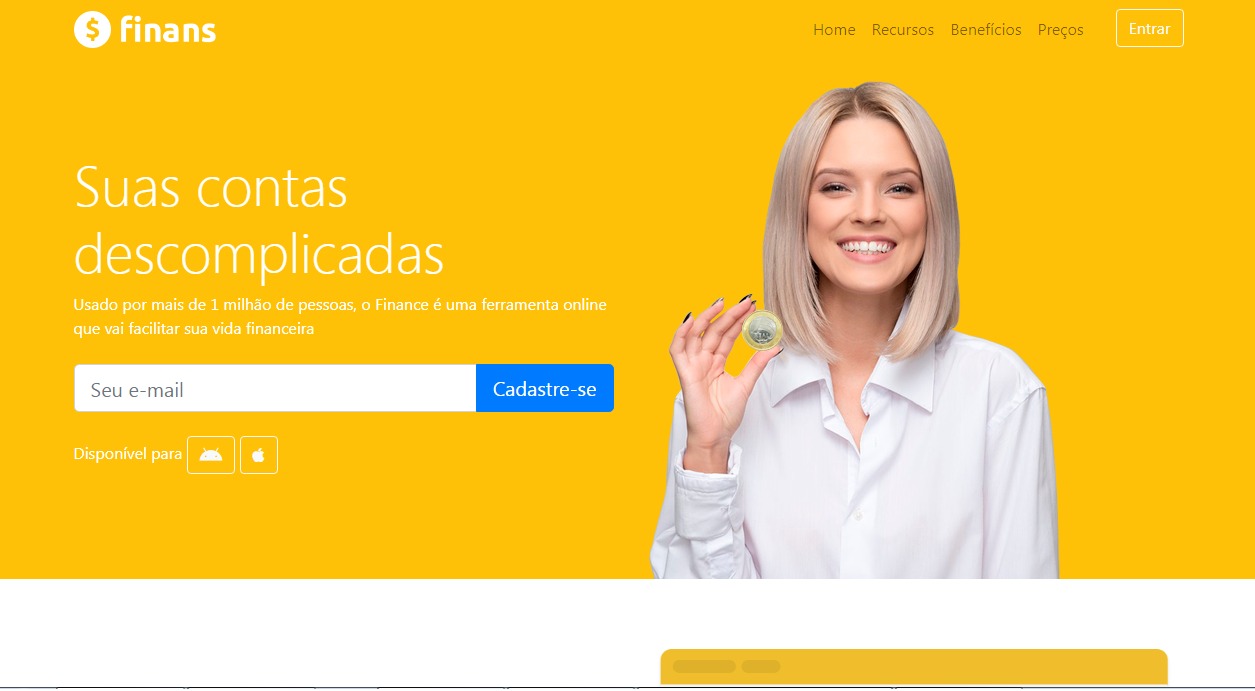 finans
Home Recursos Benefícios Preços Entrar
Suas contas
descomplicadas
Usado por mais de 1 milhão de pessoas, o Finance é uma ferramenta online
que vai facilitar sua vida financeira
Seu e-mail Cadastre-se
Disponível para